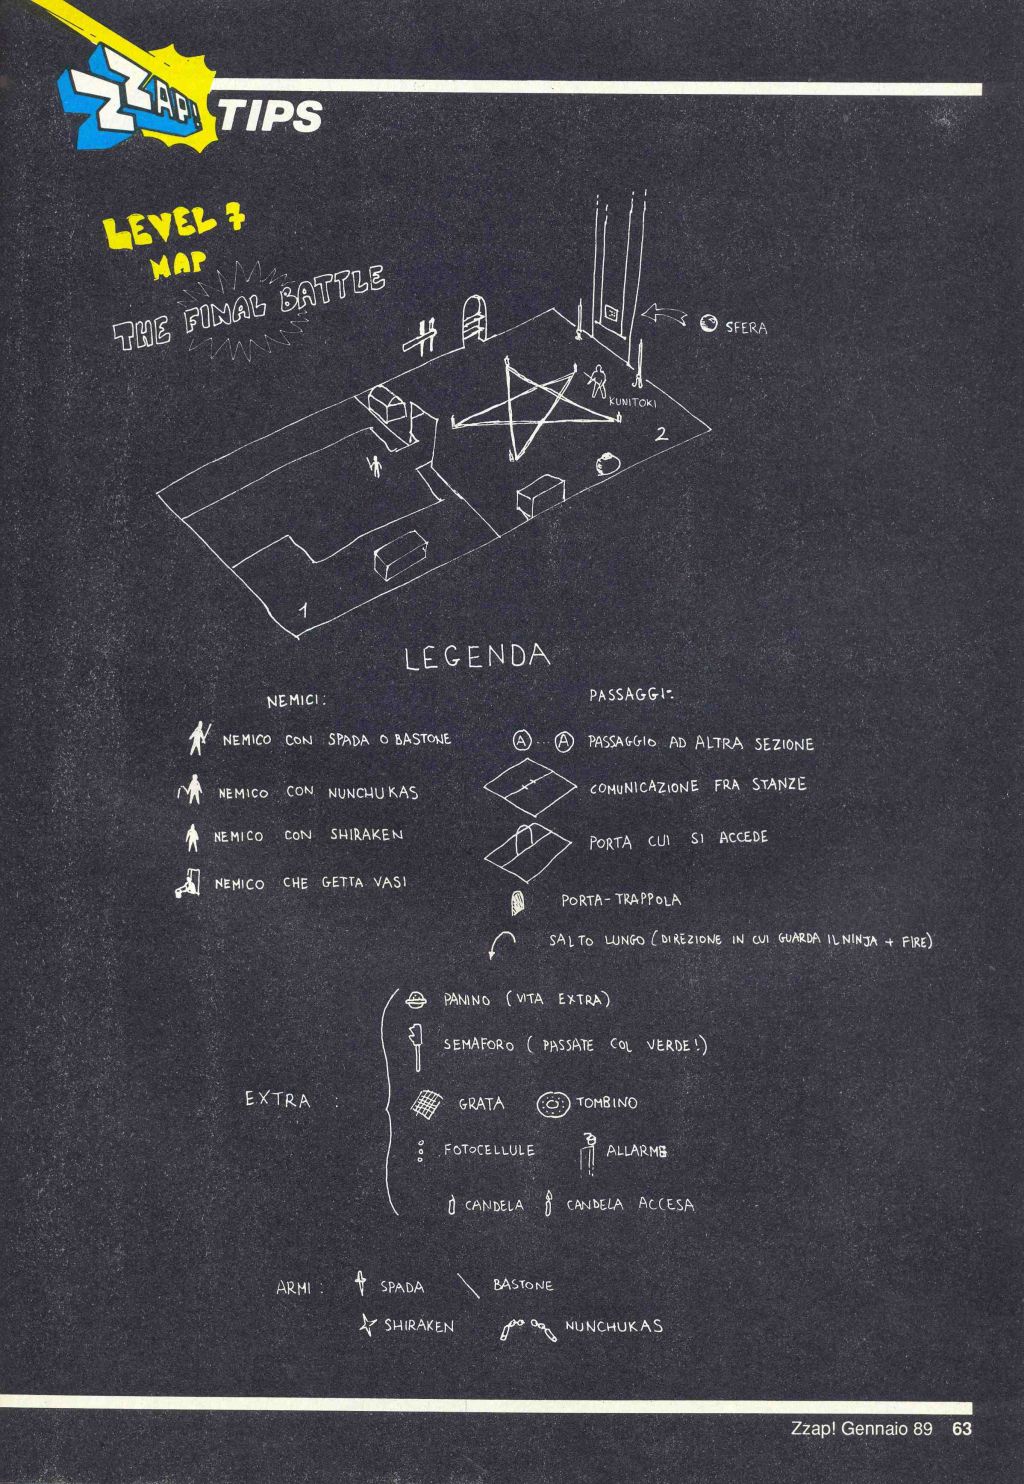 ZZAP! TIPS
LEVEL 7
MAP
THE FINAL BATTLE
SFERA
KUNITOKI
2
1
LEGENDA
NEMICI:
NEMICO CON SPADA O BASTONE
NEMICO CON NUNCHUKAS
NEMICO CON SHIRAKEN
NEMICO CHE GETTA VASI
PASSAGGI:
A...A PASSAGGIO AD ALTRA SEZIONE
COMUNICAZIONE FRA STANZE
PORTA CUI SI ACCEDE
PORTA-TRAPPOLA
SALTO LUNGO (DIREZIONE IN CUI GUARDA IL NINJA + FIRE)
EXTRA :
PANINO (VITA EXTRA)
SEMAFORO (PASSATE COL VERDE!)
GRATA TOMBINO
FOTOCELLULE ALLARME
CANDELA CANDELA ACCESA
ARMI: SPADA BASTONE
SHIRAKEN NUNCHUKAS
Zzap! Gennaio 89 63